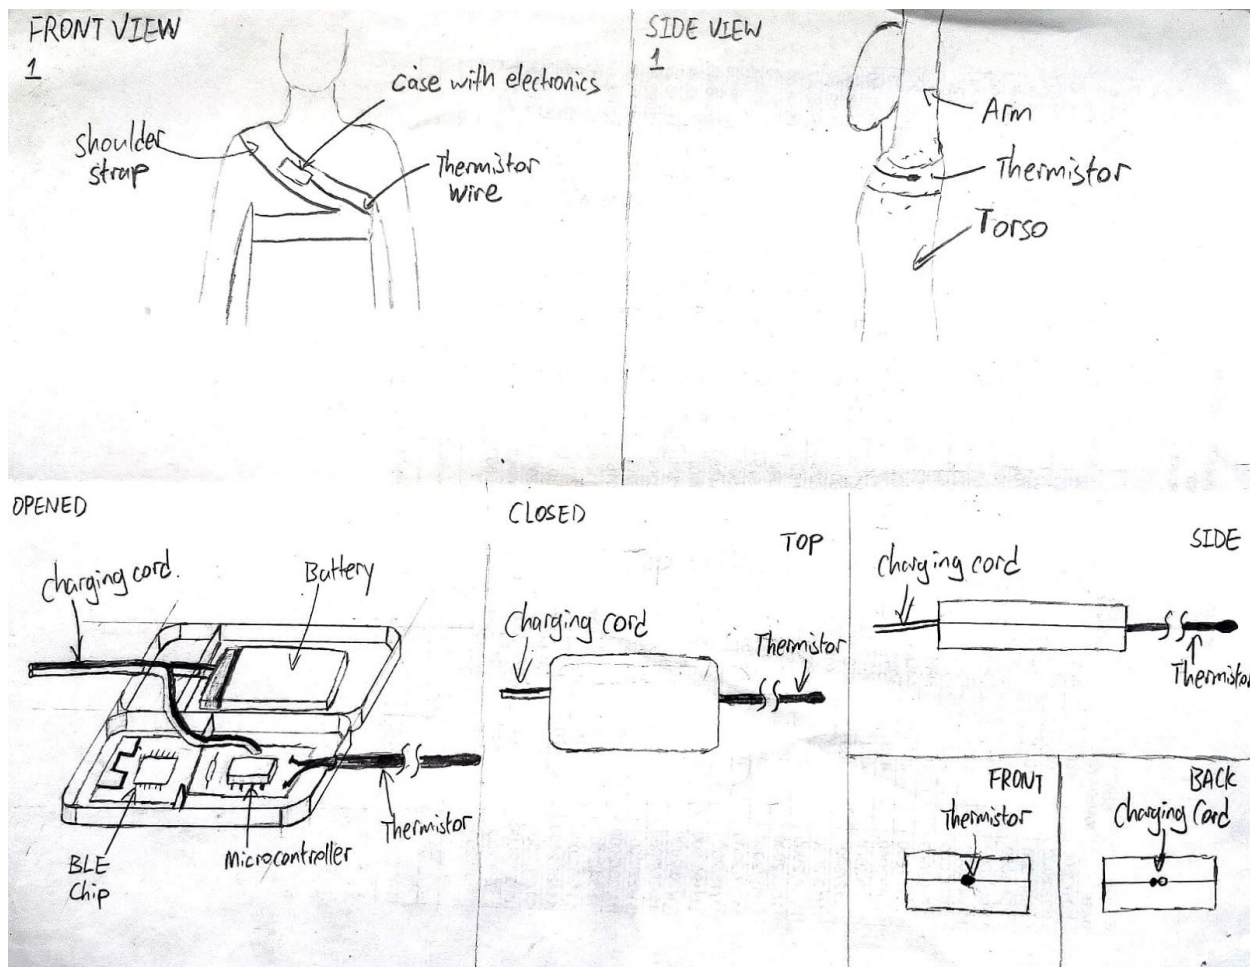 FRONT VIEW
1
case with electronics
shoulder
strap
Thermistor
wire
SIDE VIEW
1
Arm
Thermistor
Torso
OPENED
charging cord.
Battery
Thermistor
BLE
Chip
Microcontroller
CLOSED
TOP
Charging cord
Thermistor
SIDE
Charging cord
Thermistor
FRONT
Thermistor
BACK
Charging Cord